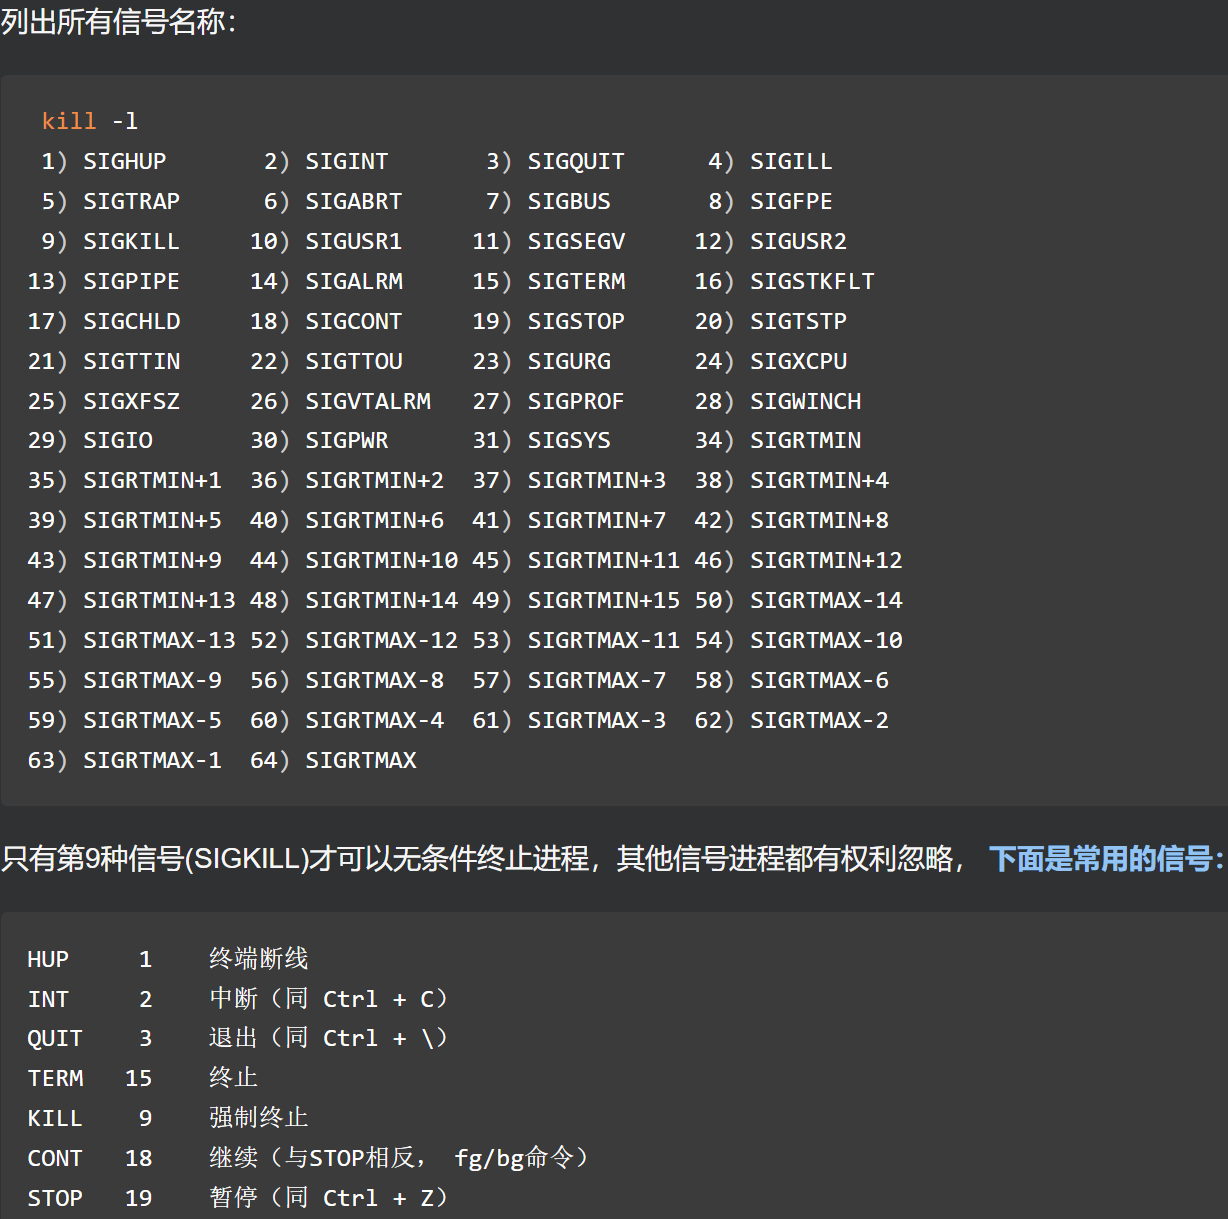 列出所有信号名称：
kill -l
1) SIGHUP 2) SIGINT 3) SIGQUIT 4) SIGILL
5) SIGTRAP 6) SIGABRT 7) SIGBUS 8) SIGFPE
9) SIGKILL 10) SIGUSR1 11) SIGSEGV 12) SIGUSR2
13) SIGPIPE 14) SIGALRM 15) SIGTERM 16) SIGSTKFLT
17) SIGCHLD 18) SIGCONT 19) SIGSTOP 20) SIGTSTP
21) SIGTTIN 22) SIGTTOU 23) SIGURG 24) SIGXCPU
25) SIGXFSZ 26) SIGVTALRM 27) SIGPROF 28) SIGWINCH
29) SIGIO 30) SIGPWR 31) SIGSYS 34) SIGRTMIN
35) SIGRTMIN+1 36) SIGRTMIN+2 37) SIGRTMIN+3 38) SIGRTMIN+4
39) SIGRTMIN+5 40) SIGRTMIN+6 41) SIGRTMIN+7 42) SIGRTMIN+8
43) SIGRTMIN+9 44) SIGRTMIN+10 45) SIGRTMIN+11 46) SIGRTMIN+12
47) SIGRTMIN+13 48) SIGRTMIN+14 49) SIGRTMIN+15 50) SIGRTMAX-14
51) SIGRTMAX-13 52) SIGRTMAX-12 53) SIGRTMAX-11 54) SIGRTMAX-10
55) SIGRTMAX-9 56) SIGRTMAX-8 57) SIGRTMAX-7 58) SIGRTMAX-6
59) SIGRTMAX-5 60) SIGRTMAX-4 61) SIGRTMAX-3 62) SIGRTMAX-2
63) SIGRTMAX-1 64) SIGRTMAX
只有第9种信号(SIGKILL)才可以无条件终止进程，其他信号进程都有权利忽略， 下面是常用的信号：
HUP 1 终端断线
INT 2 中断（同 Ctrl + C）
QUIT 3 退出（同 Ctrl + \）
TERM 15 终止
KILL 9 强制终止
CONT 18 继续（与STOP相反， fg/bg命令）
STOP 19 暂停（同 Ctrl + Z）